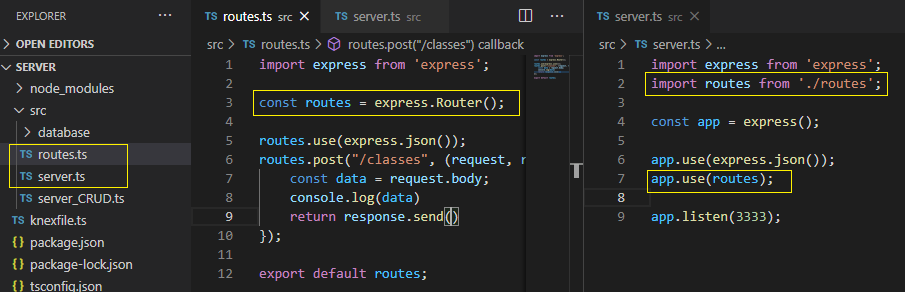 EXPLORER
...
> OPEN EDITORS
SERVER
> node_modules
src
> database
TS routes.ts
TS server.ts
TS server_CRUD.ts
TS knexfile.ts
{} package.json
{} package-lock.json
{} tsconfig.json
TS routes.ts src ×
TS server.ts src
...
src > TS routes.ts > routes.post("/classes") callback
1 import express from 'express';
2
3 const routes = express.Router();
4
5 routes.use(express.json());
6 routes.post("/classes", (request, r
7 const data = request.body;
8 console.log(data)
9 return response.send()
10 });
11
12 export default routes;
TS server.ts src ×
src > TS server.ts > ...
1 import express from 'express';
2 import routes from './routes';
3
4 const app = express();
5
6 app.use(express.json());
7 app.use(routes);
8
9 app.listen(3333);